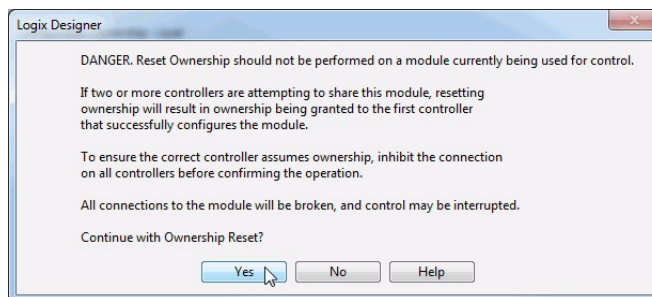 Logix Designer
DANGER. Reset Ownership should not be performed on a module currently being used for control.
If two or more controllers are attempting to share this module, resetting
ownership will result in ownership being granted to the first controller
that successfully configures the module.
To ensure the correct controller assumes ownership, inhibit the connection
on all controllers before confirming the operation.
All connections to the module will be broken, and control may be interrupted.
Continue with Ownership Reset?
Yes No Help